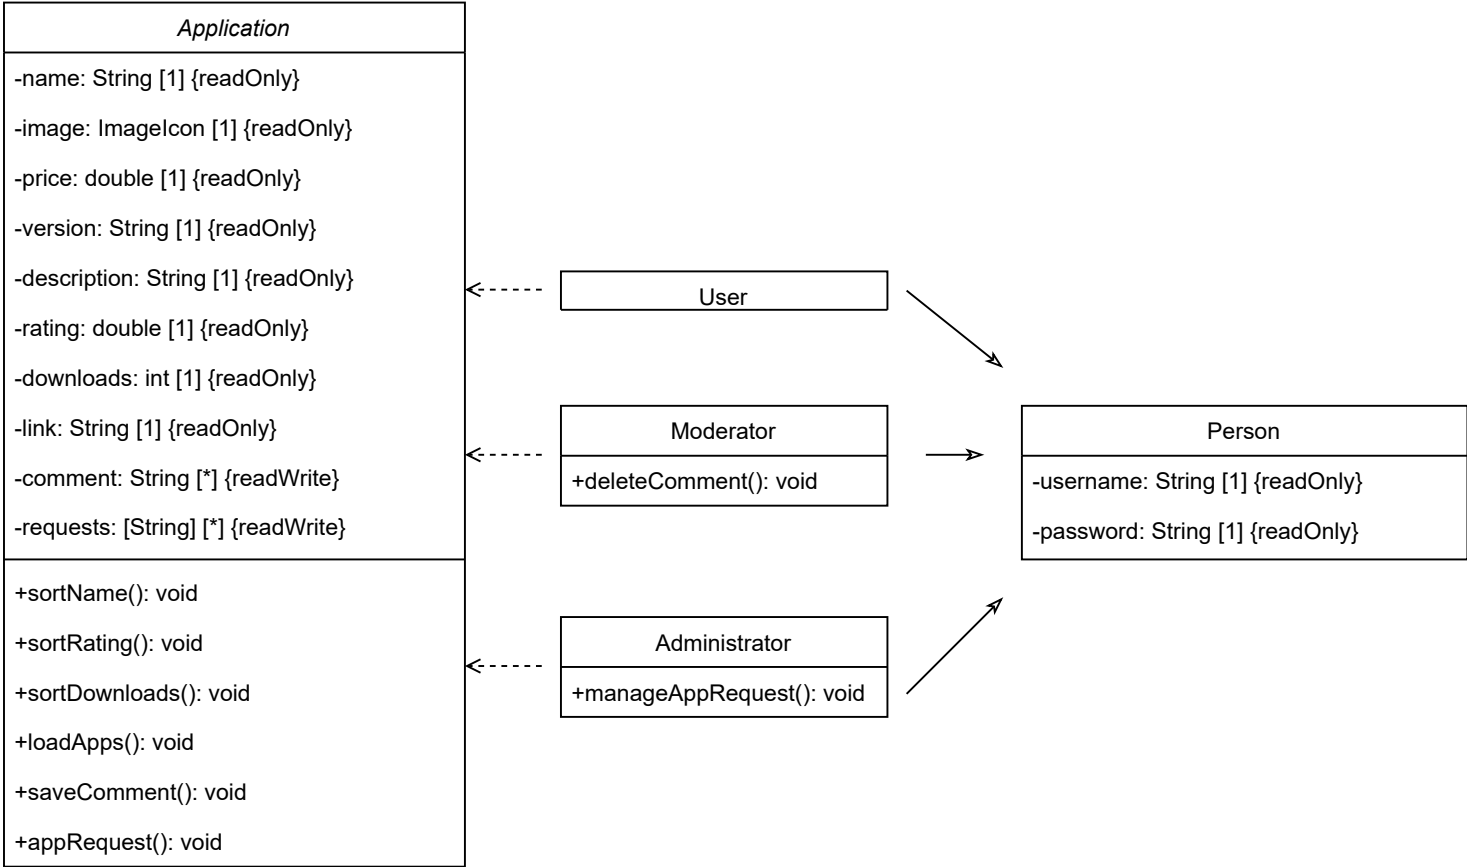 Application
-name: String [1] {readOnly}
-image: ImageIcon [1] {readOnly}
-price: double [1] {readOnly}
-version: String [1] {readOnly}
-description: String [1] {readOnly}
-rating: double [1] {readOnly}
-downloads: int [1] {readOnly}
-link: String [1] {readOnly}
-comment: String [*] {readWrite}
-requests: [String] [*] {readWrite}
+sortName(): void
+sortRating(): void
+sortDownloads(): void
+loadApps(): void
+saveComment(): void
+appRequest(): void
User
Moderator
+deleteComment(): void
Administrator
+manageAppRequest(): void
Person
-username: String [1] {readOnly}
-password: String [1] {readOnly}